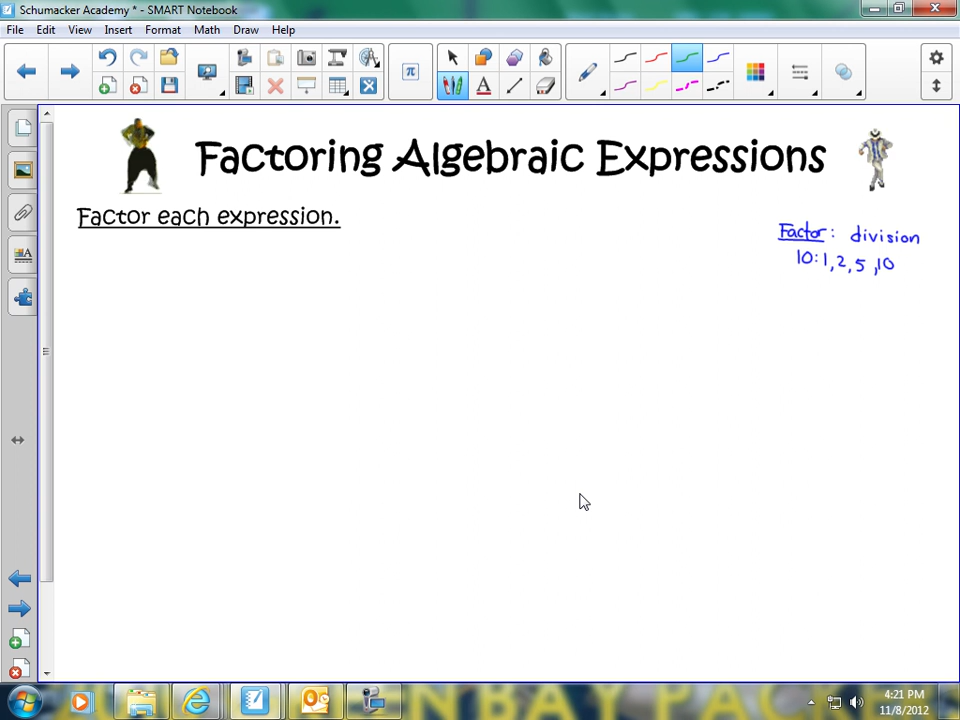 Schumacker Academy * - SMART Notebook
File Edit View Insert Format Math Draw Help
Factoring Algebraic Expressions
Factor each expression.
Factor: division
10:1,2,5,10
4:21 PM
11/8/2012